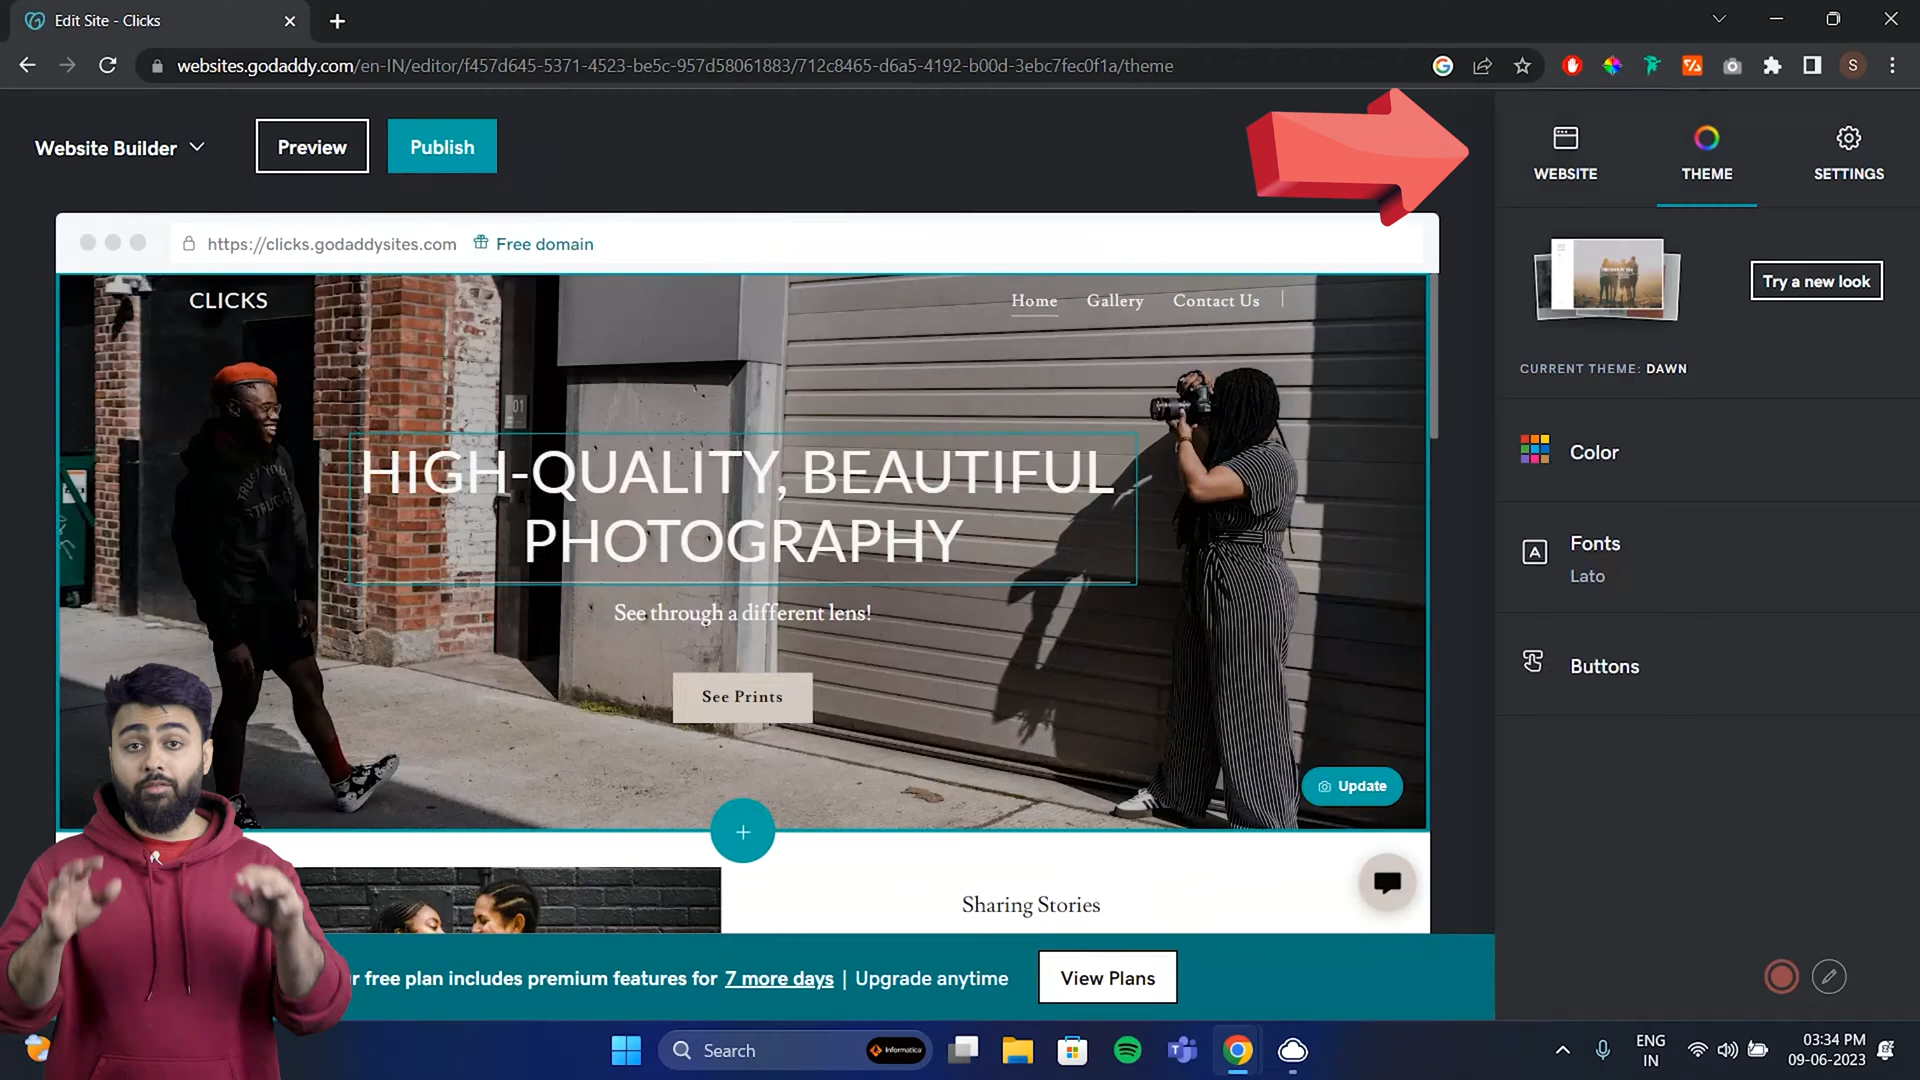 Edit Site - Clicks
websites.godaddy.com/en-IN/editor/f457d645-5371-4523-be5c-957d58061883/712c8465-d6a5-4192-b00d-3ebc7fec0f1a/theme
S
Website Builder
Preview
Publish
WEBSITE
THEME
SETTINGS
https://clicks.godaddysites.com
Free domain
Try a new look
CURRENT THEME: DAWN
CLICKS
Home
Gallery
Contact Us
01
HIGH-QUALITY, BEAUTIFUL
PHOTOGRAPHY
See through a different lens!
See Prints
Update
Color
A
Fonts
Lato
Buttons
Sharing Stories
r free plan includes premium features for 7 more days | Upgrade anytime
View Plans
Search
Informatica
ENG
IN
03:34 PM
09-06-2023